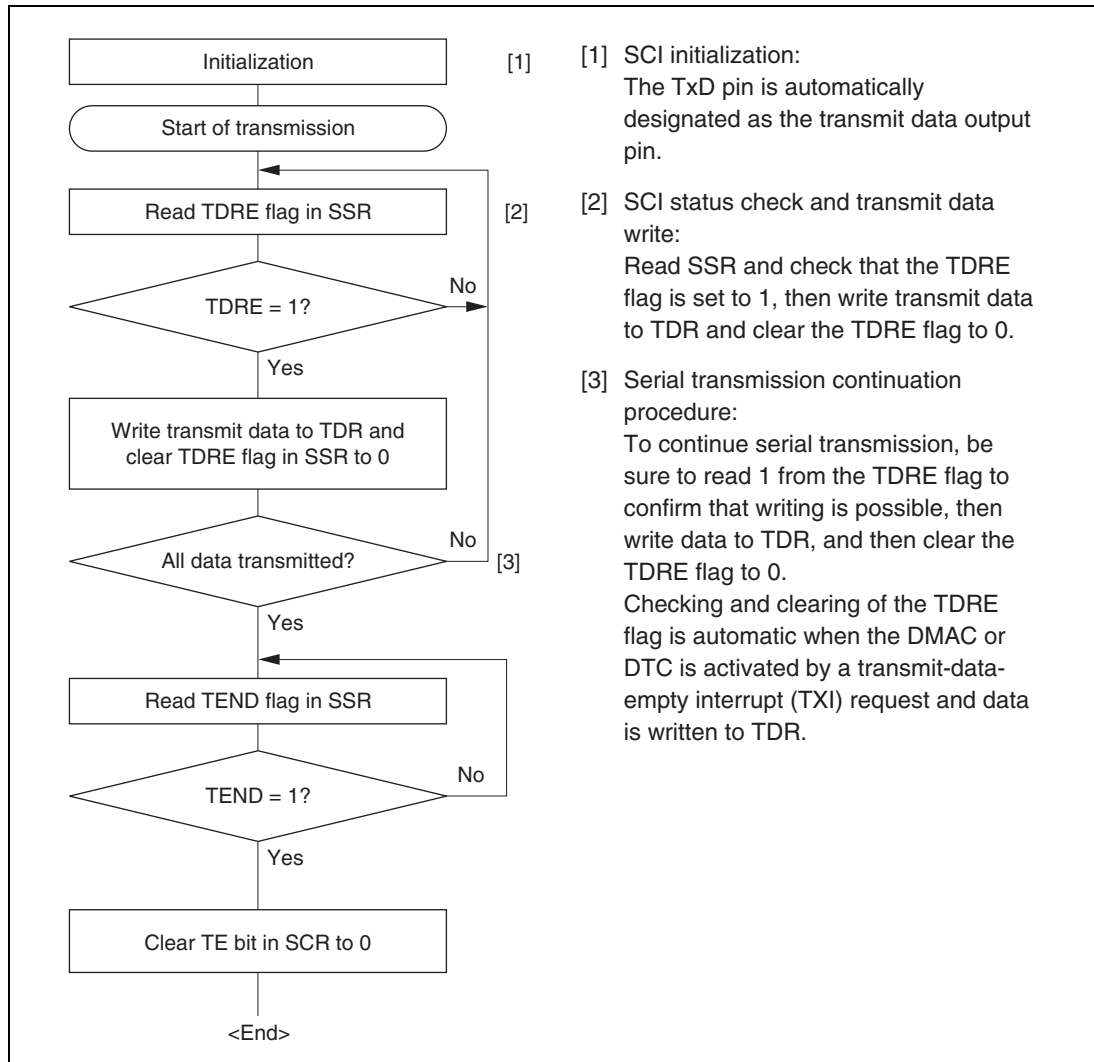 Initialization
[1]
Start of transmission
Read TDRE flag in SSR
[2]
No
TDRE = 1?
Yes
Write transmit data to TDR and
clear TDRE flag in SSR to 0
No
All data transmitted?
[3]
Yes
Read TEND flag in SSR
No
TEND = 1?
Yes
Clear TE bit in SCR to 0
<End>
[1] SCI initialization:
The TxD pin is automatically
designated as the transmit data output
pin.
[2] SCI status check and transmit data
write:
Read SSR and check that the TDRE
flag is set to 1, then write transmit data
to TDR and clear the TDRE flag to 0.
[3] Serial transmission continuation
procedure:
To continue serial transmission, be
sure to read 1 from the TDRE flag to
confirm that writing is possible, then
write data to TDR, and then clear the
TDRE flag to 0.
Checking and clearing of the TDRE
flag is automatic when the DMAC or
DTC is activated by a transmit-data-
empty interrupt (TXI) request and data
is written to TDR.